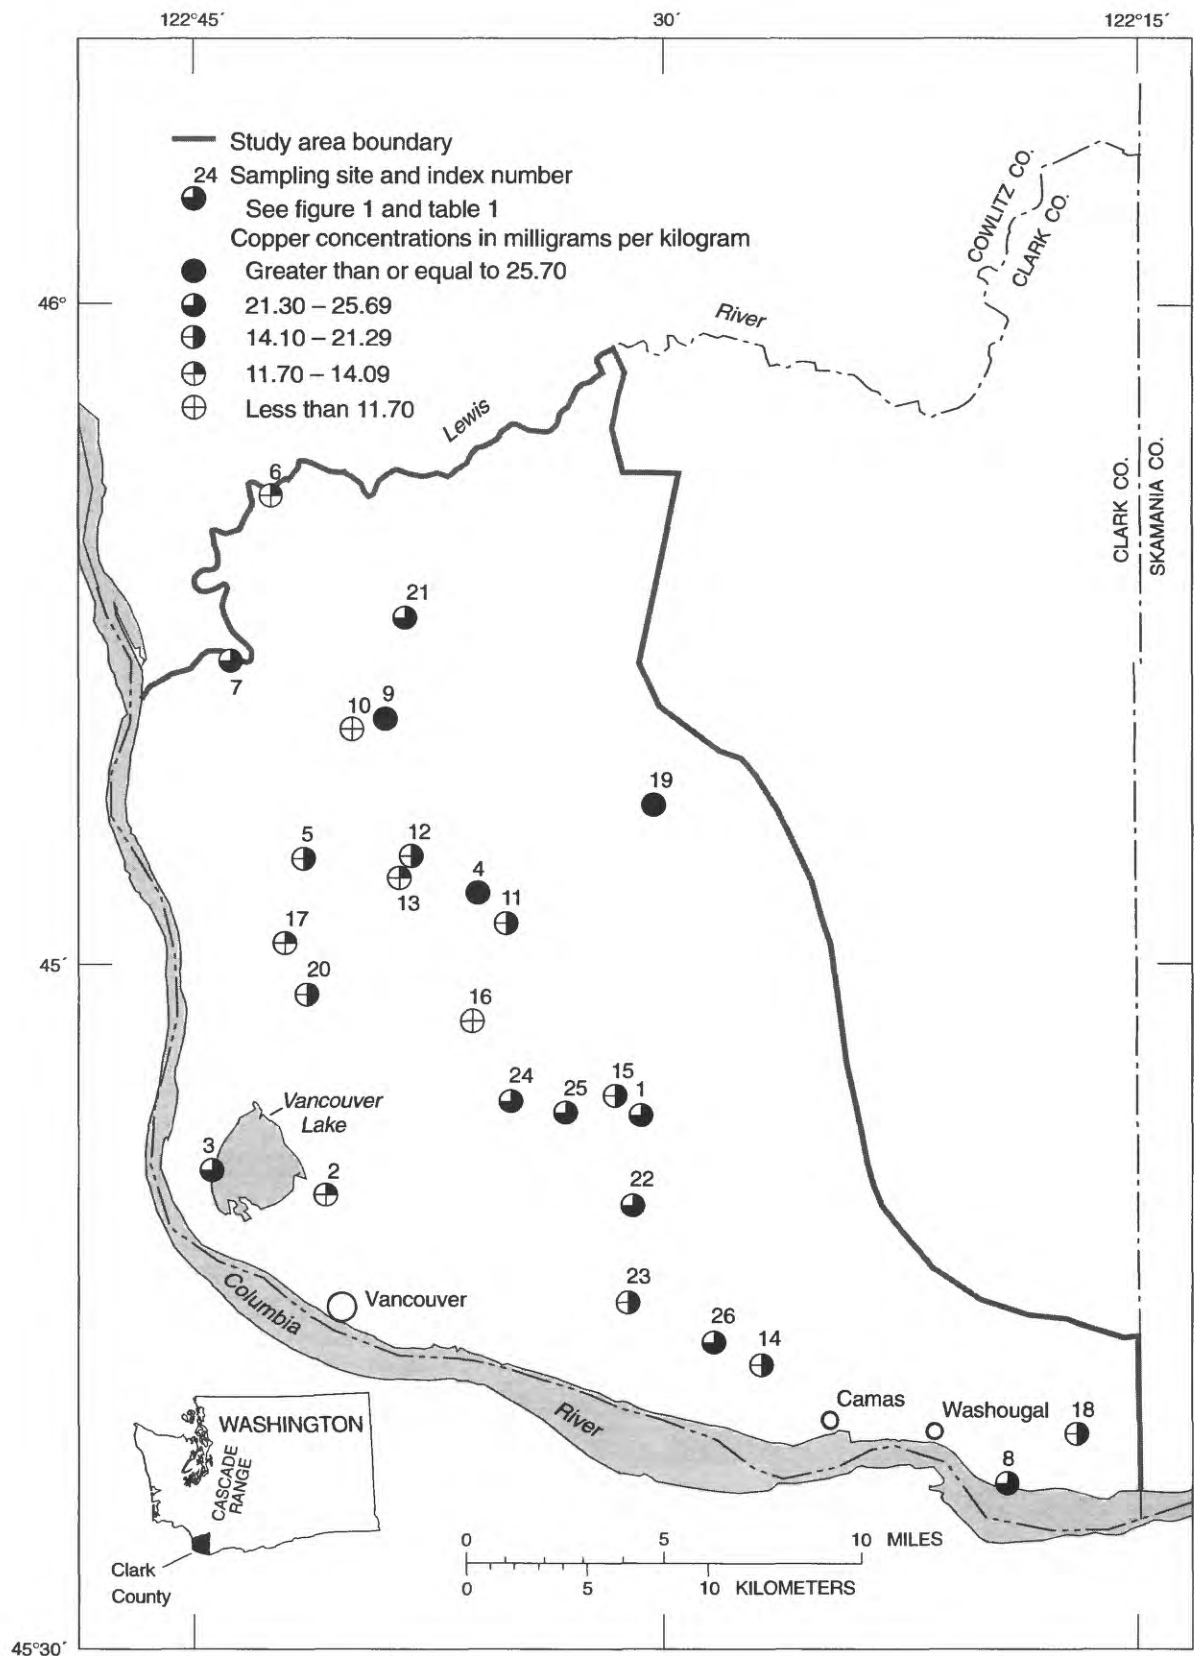 122°45′ 30′ 122°15′
Study area boundary
24 Sampling site and index number
See figure 1 and table 1
Copper concentrations in milligrams per kilogram
Greater than or equal to 25.70
21.30 – 25.69
14.10 – 21.29
11.70 – 14.09
Less than 11.70
COWLITZ CO.
CLARK CO.
46°
River
Lewis
CLARK CO.
SKAMANIA CO.
6
21
7
10 9
19
5 12
4
13 11
17
45′
20
16
24 25 15 1
Vancouver
Lake
3
2
22
Columbia
Vancouver
23
26
14
River
Camas
Washougal
18
8
WASHINGTON
CASCADE
RANGE
Clark
County
0 5 10 MILES
0 5 10 KILOMETERS
45°30′